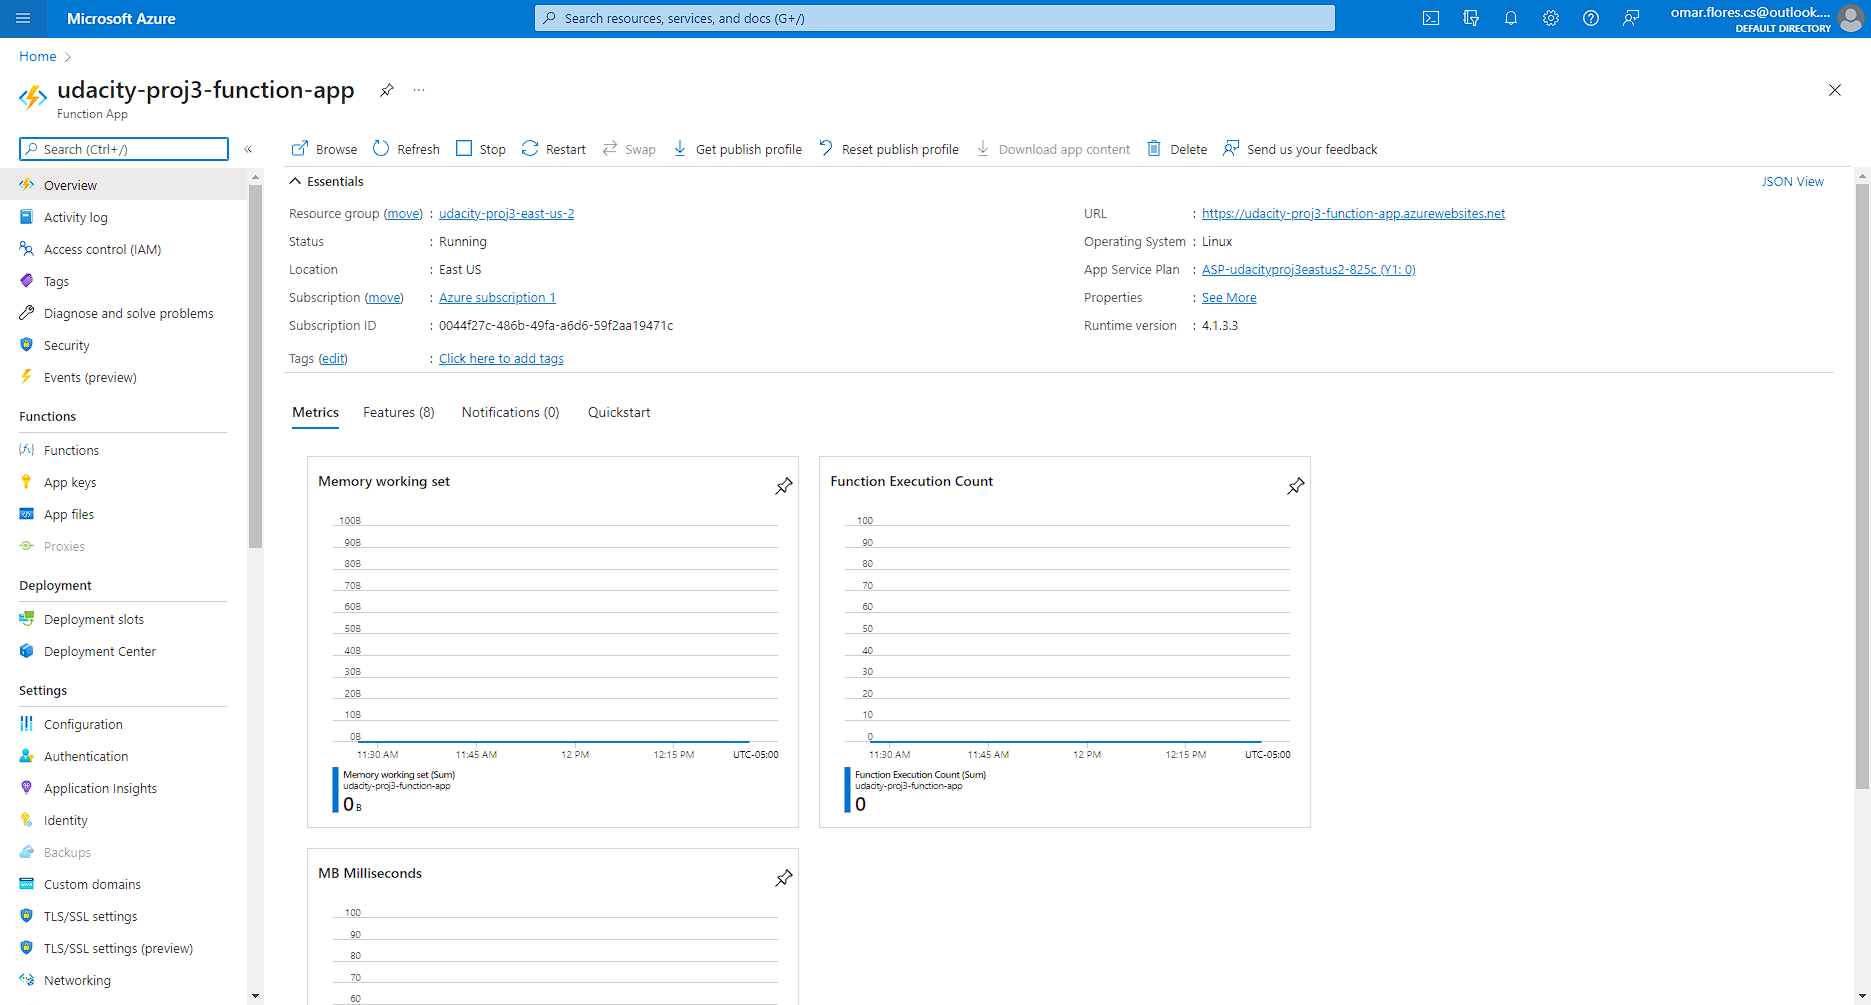 Microsoft Azure
Search resources, services, and docs (G+/)
omar.flores.cs@outlook....
DEFAULT DIRECTORY
Home
udacity-proj3-function-app
...
Function App
Search (Ctrl+/)
«
Browse
Refresh
Stop
Restart
Swap
Get publish profile
Reset publish profile
Download app content
Delete
Send us your feedback
Overview
Activity log
Access control (IAM)
Tags
Diagnose and solve problems
Security
Events (preview)
Functions
Functions
App keys
App files
Proxies
Deployment
Deployment slots
Deployment Center
Settings
Configuration
Authentication
Application Insights
Identity
Backups
Custom domains
TLS/SSL settings
TLS/SSL settings (preview)
Networking
Essentials
JSON View
Resource group (move) : udacity-proj3-east-us-2
Status : Running
Location : East US
Subscription (move) : Azure subscription 1
Subscription ID : 0044f27c-486b-49fa-a6d6-59f2aa19471c
Tags (edit) : Click here to add tags
URL : https://udacity-proj3-function-app.azurewebsites.net
Operating System : Linux
App Service Plan : ASP-udacityproj3eastus2-825c (Y1: 0)
Properties : See More
Runtime version : 4.1.3.3
Metrics
Features (8)
Notifications (0)
Quickstart
Memory working set
100B
90B
80B
70B
60B
50B
40B
30B
20B
10B
0B
11:30 AM 11:45 AM 12 PM 12:15 PM UTC-05:00
Memory working set (Sum)
udacity-proj3-function-app
0 B
Function Execution Count
100
90
80
70
60
50
40
30
20
10
0
11:30 AM 11:45 AM 12 PM 12:15 PM UTC-05:00
Function Execution Count (Sum)
udacity-proj3-function-app
0
MB Milliseconds
100
90
80
70
60